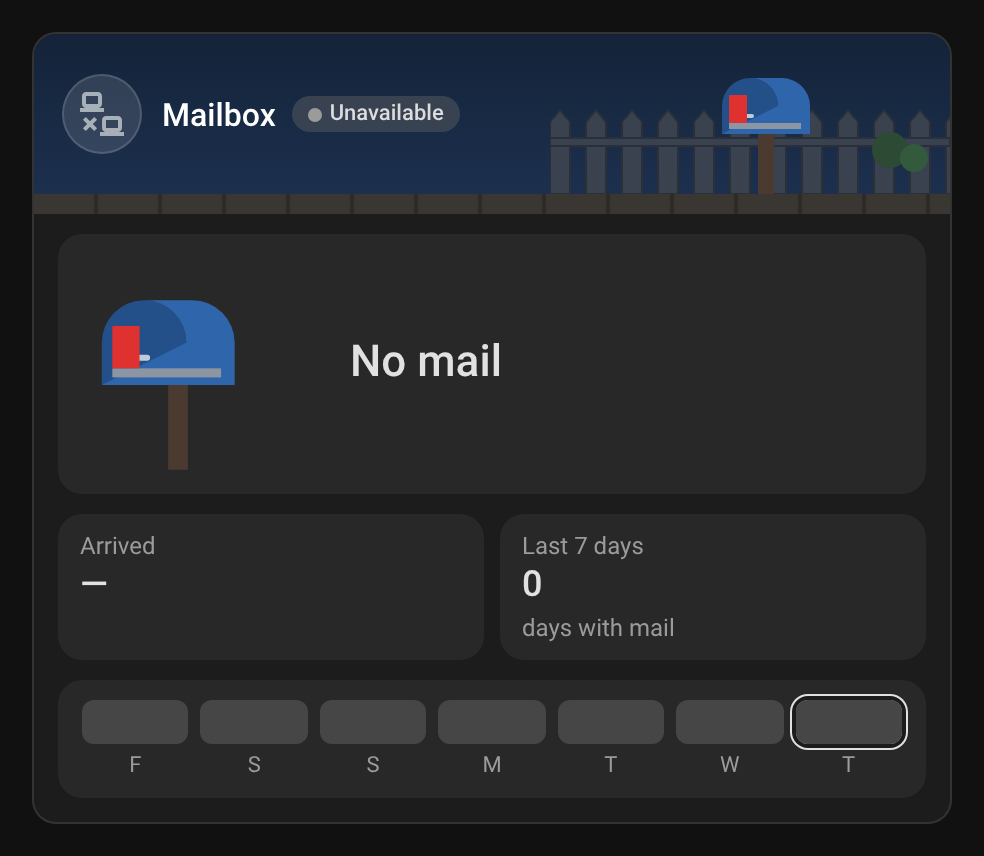 Mailbox
Unavailable
No mail
Arrived
—
Last 7 days
0
days with mail
F S S M T W T